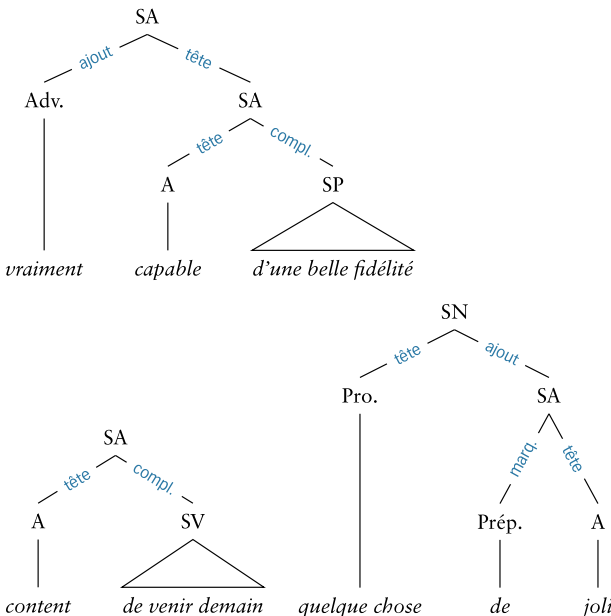 SA
ajout tête
Adv. SA
tête compl.
A SP
vraiment capable d'une belle fidélité
SN
tête ajout
Pro. SA
SA
tête compl.
marq. tête
A SV
Prép. A
content de venir demain quelque chose de joli